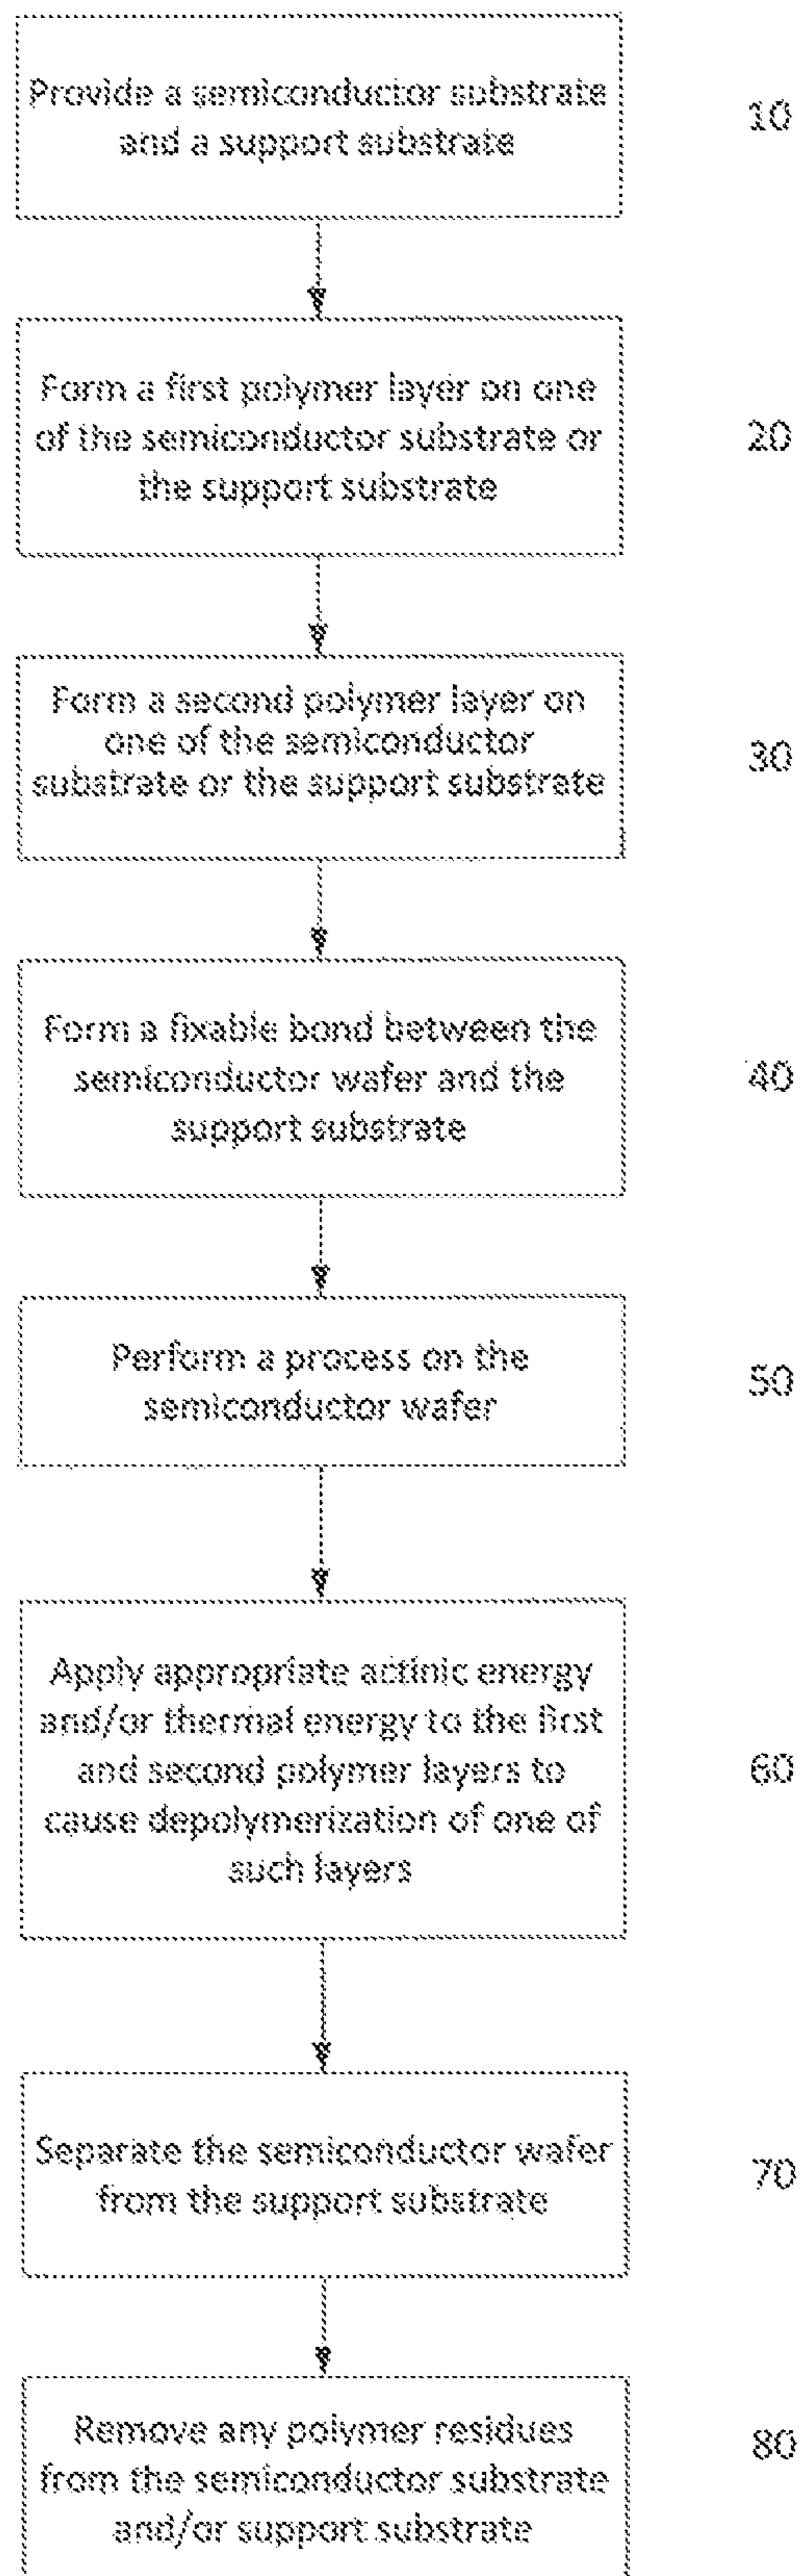 Provide a semiconductor substrate
and a support substrate
10
Form a first polymer layer on one
of the semiconductor substrate or
the support substrate
20
Form a second polymer layer on
one of the semiconductor
substrate or the support substrate
30
Form a fixable bond between the
semiconductor wafer and the
support substrate
40
Perform a process on the
semiconductor wafer
50
Apply appropriate actinic energy
and/or thermal energy to the first
and second polymer layers to
cause depolymerization of one of
such layers
60
Separate the semiconductor wafer
from the support substrate
70
Remove any polymer residues
from the semiconductor substrate
and/or support substrate
80